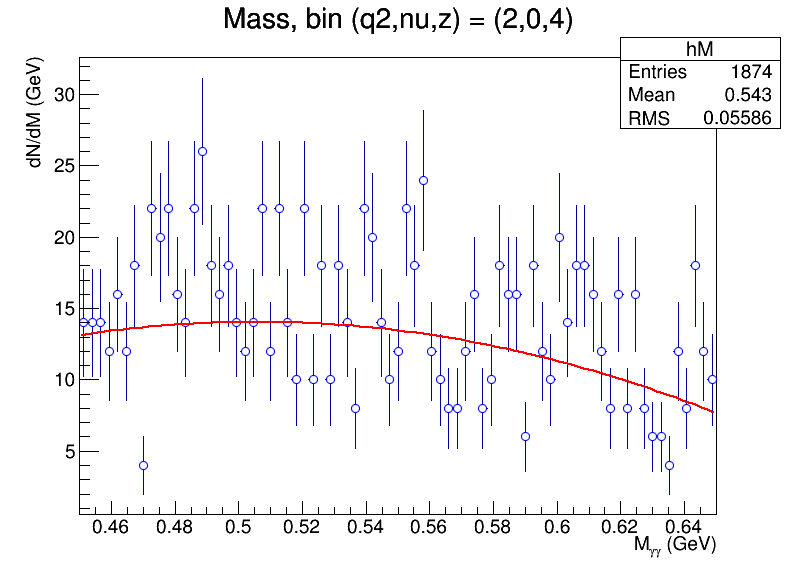 Mass, bin (q2,nu,z) = (2,0,4)
hM
Entries 1874
Mean 0.543
RMS 0.05586
dN/dM (GeV)
30
25
20
15
10
5
0.46 0.48 0.5 0.52 0.54 0.56 0.58 0.6 0.62 0.64
Mγγ (GeV)